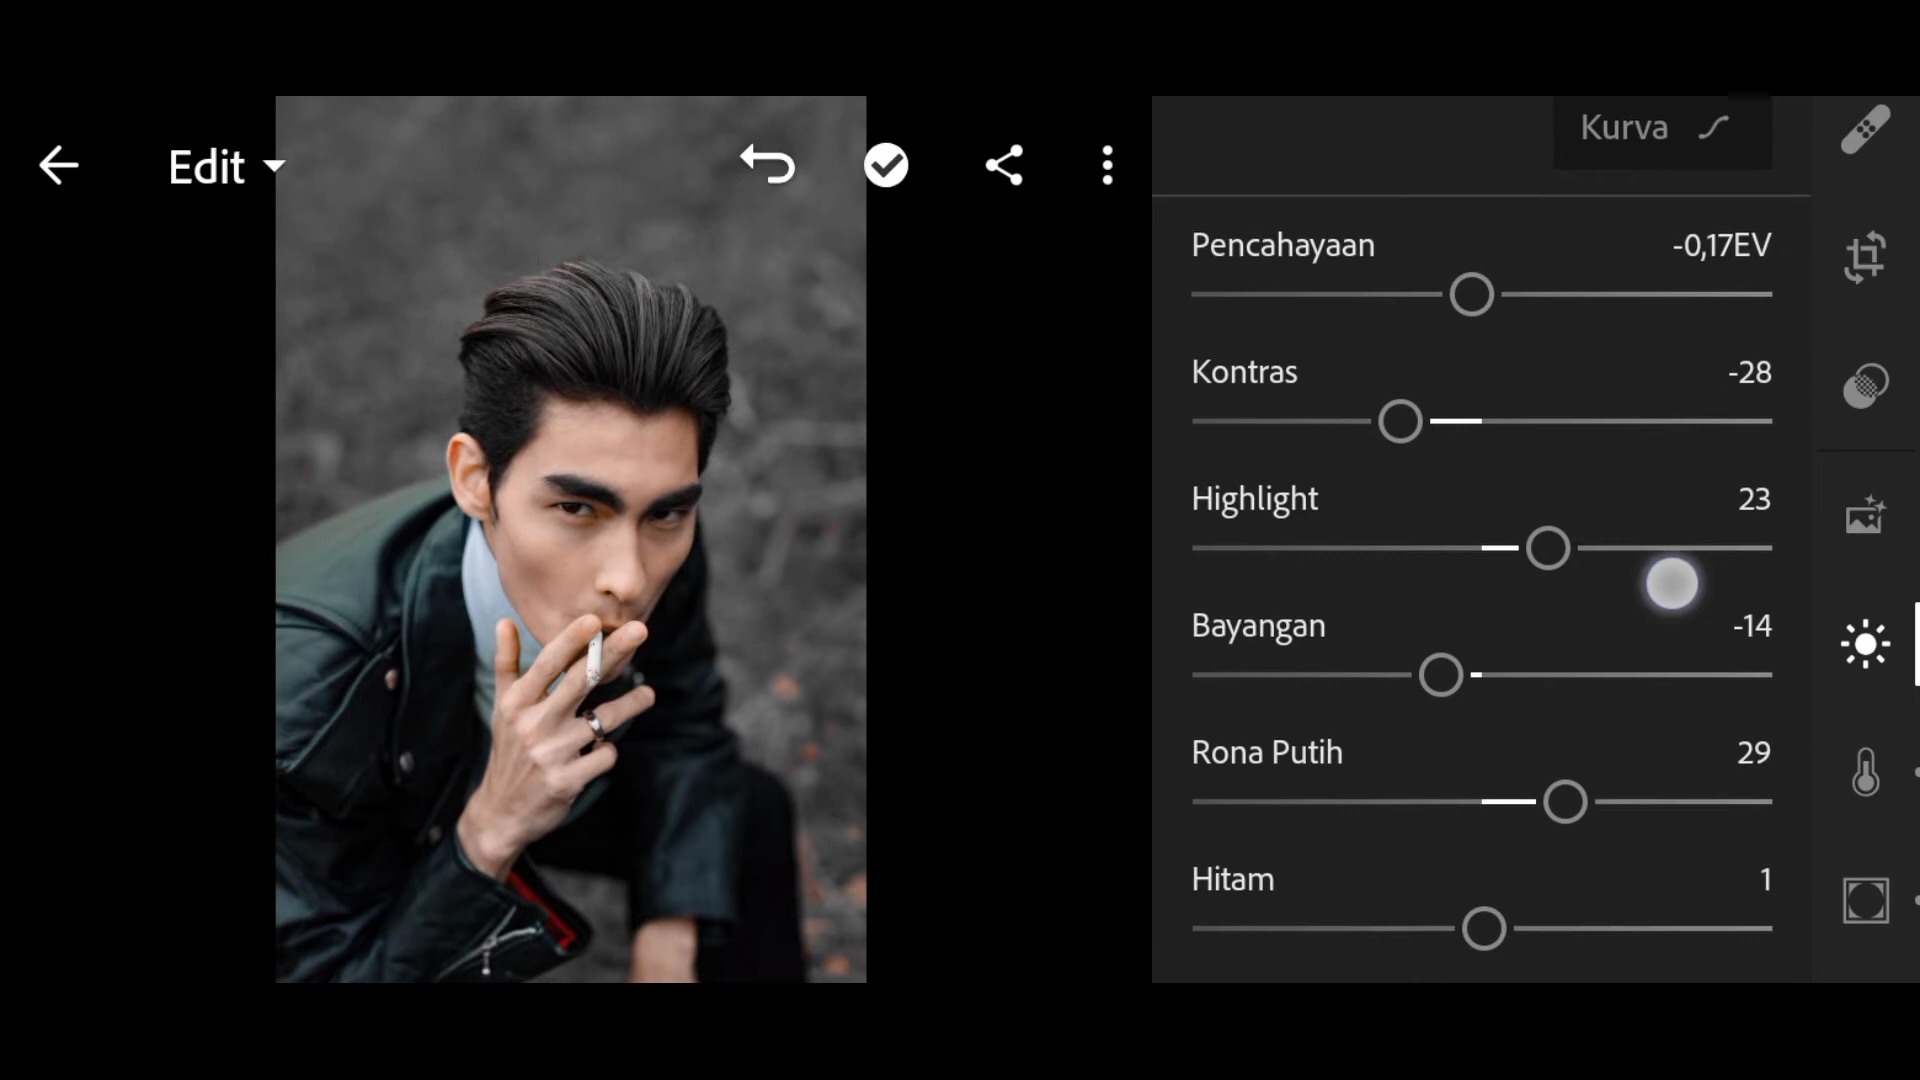 Edit
Kurva
Pencahayaan -0,17EV
Kontras -28
Highlight 23
Bayangan -14
Rona Putih 29
Hitam 1